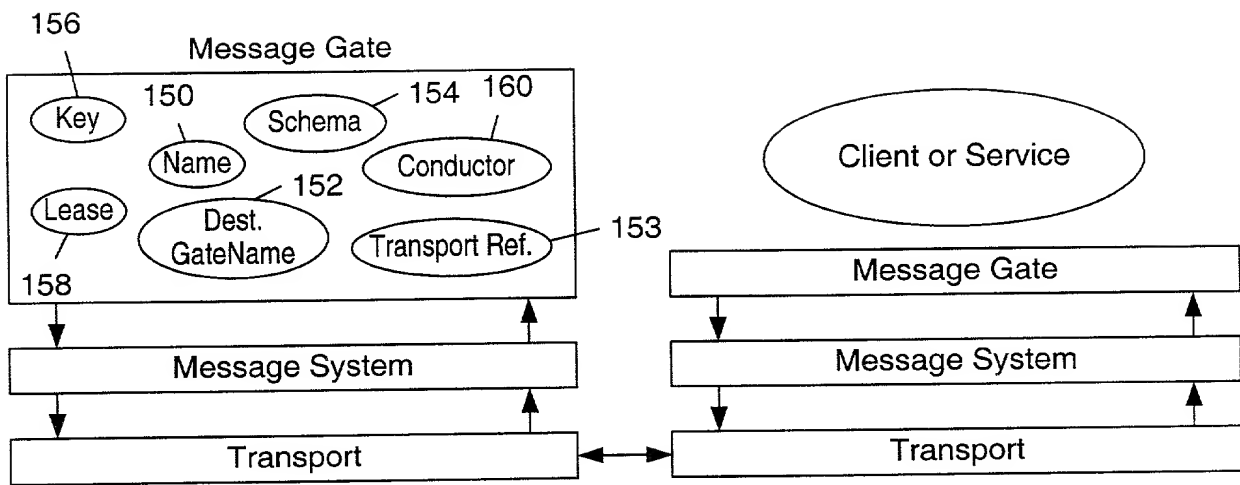 156
Message Gate
150
154
160
Key
Schema
Name
Conductor
Client or Service
152
Lease
Dest.
GateName
Transport Ref.
153
158
Message Gate
Message System
Message System
Transport
Transport